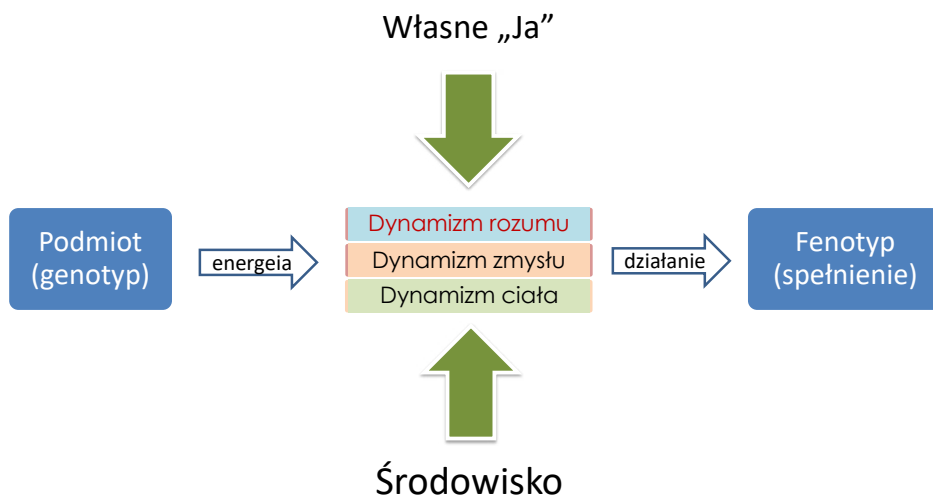 Własne „Ja”
Podmiot
(genotyp)
energeia
Dynamizm rozumu
Dynamizm zmysłu
Dynamizm ciała
działanie
Fenotyp
(spełnienie)
Środowisko